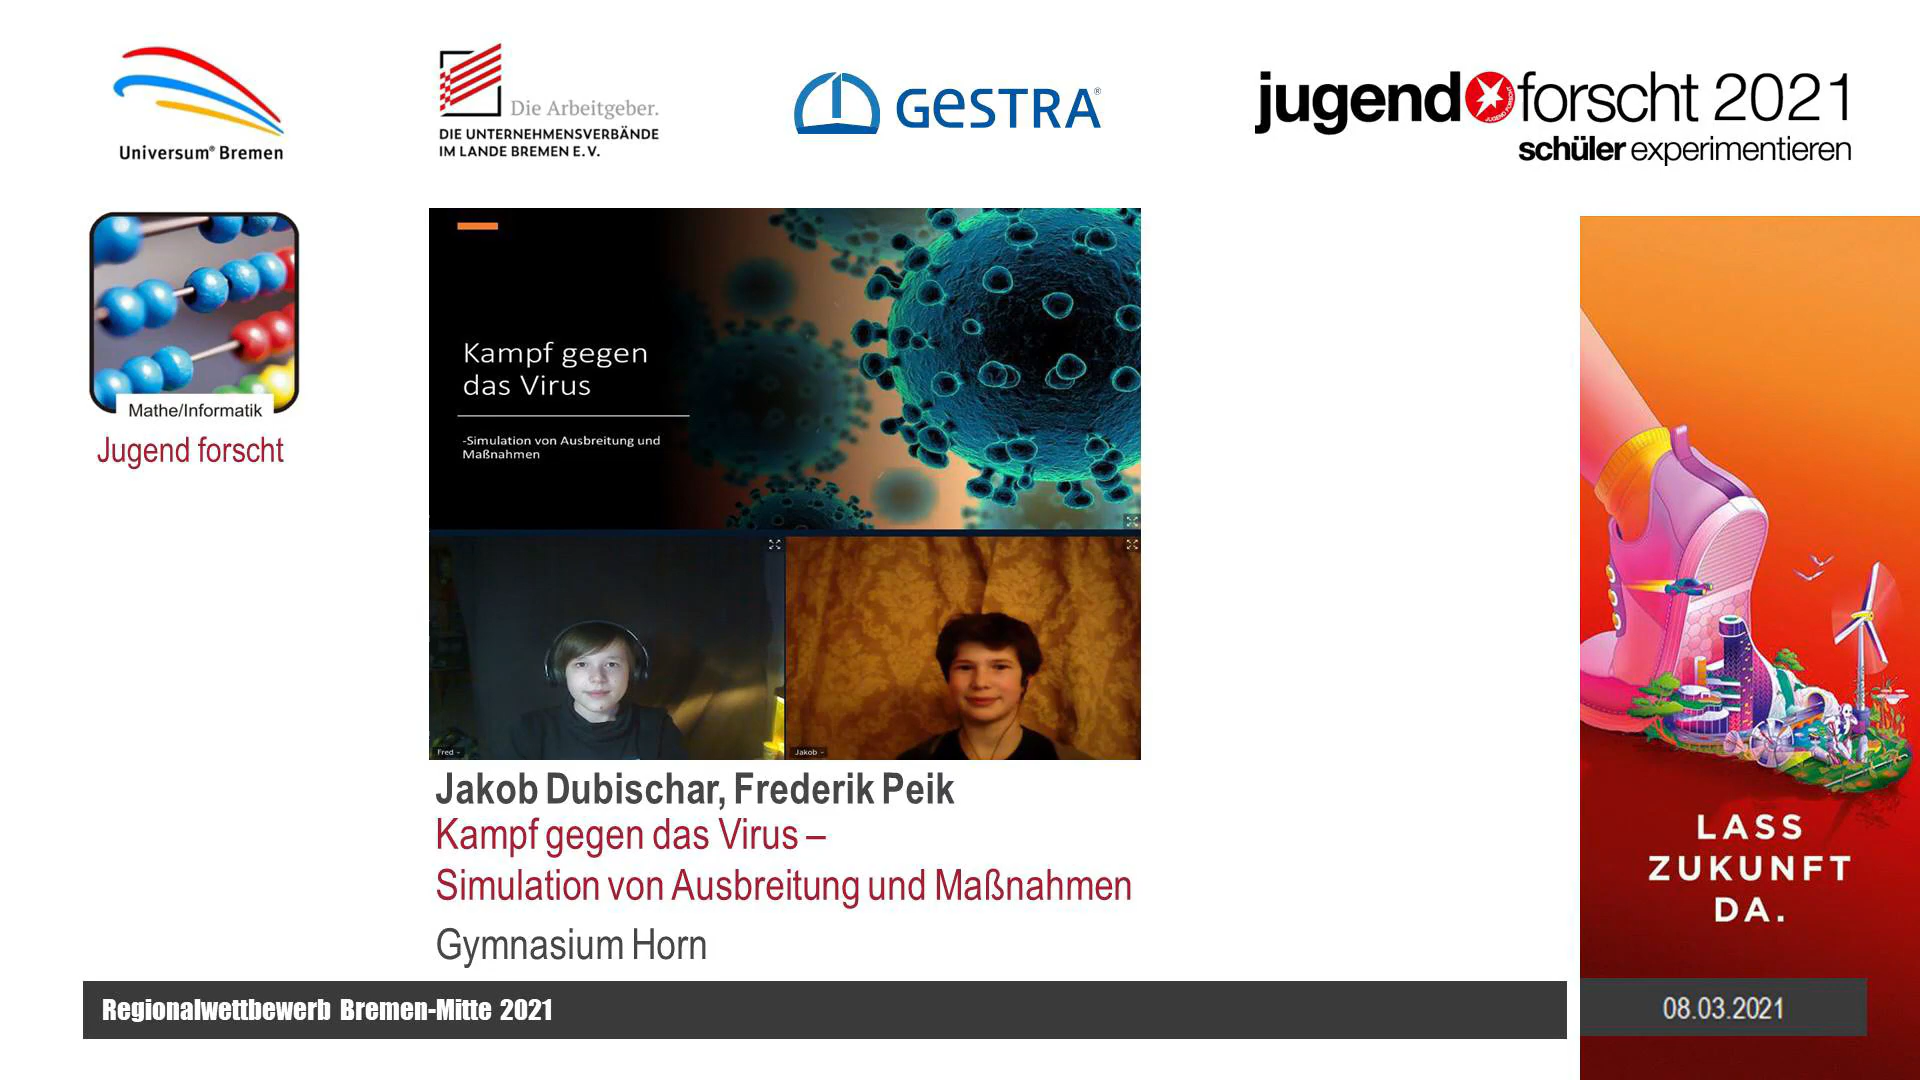 Universum® Bremen
Die Arbeitgeber.
DIE UNTERNEHMENSVERBÄNDE
IM LANDE BREMEN E.V.
GESTRA®
jugend forscht 2021
schüler experimentieren
Mathe/Informatik
Jugend forscht
Kampf gegen
das Virus
-Simulation von Ausbreitung und
Maßnahmen
Fred
Jakob
Jakob Dubischar, Frederik Peik
Kampf gegen das Virus –
Simulation von Ausbreitung und Maßnahmen
Gymnasium Horn
LASS
ZUKUNFT
DA.
Regionalwettbewerb Bremen-Mitte 2021
08.03.2021